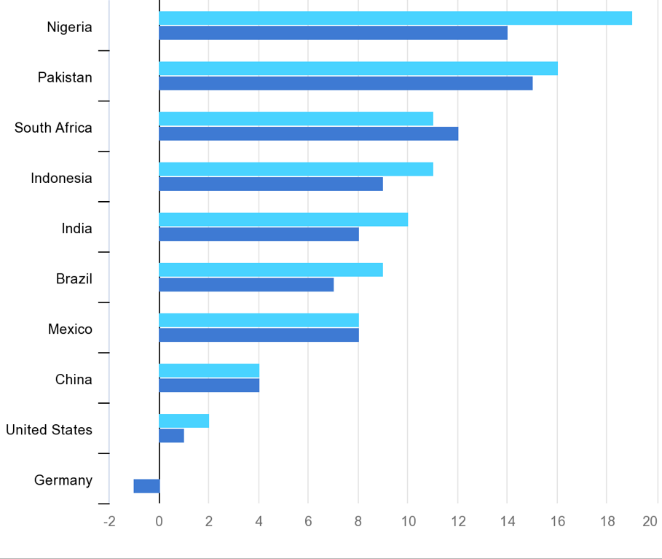 Nigeria
Pakistan
South Africa
Indonesia
India
Brazil
Mexico
China
United States
Germany
-2 0 2 4 6 8 10 12 14 16 18 20